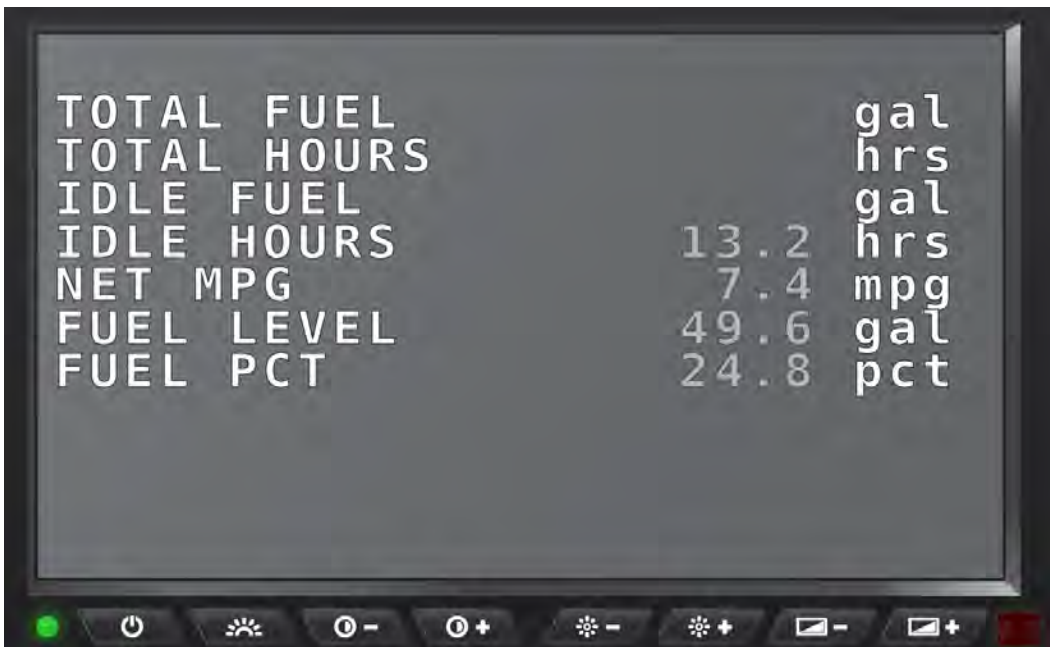 TOTAL FUEL gal
TOTAL HOURS hrs
IDLE FUEL gal
IDLE HOURS 13.2 hrs
NET MPG 7.4 mpg
FUEL LEVEL 49.6 gal
FUEL PCT 24.8 pct